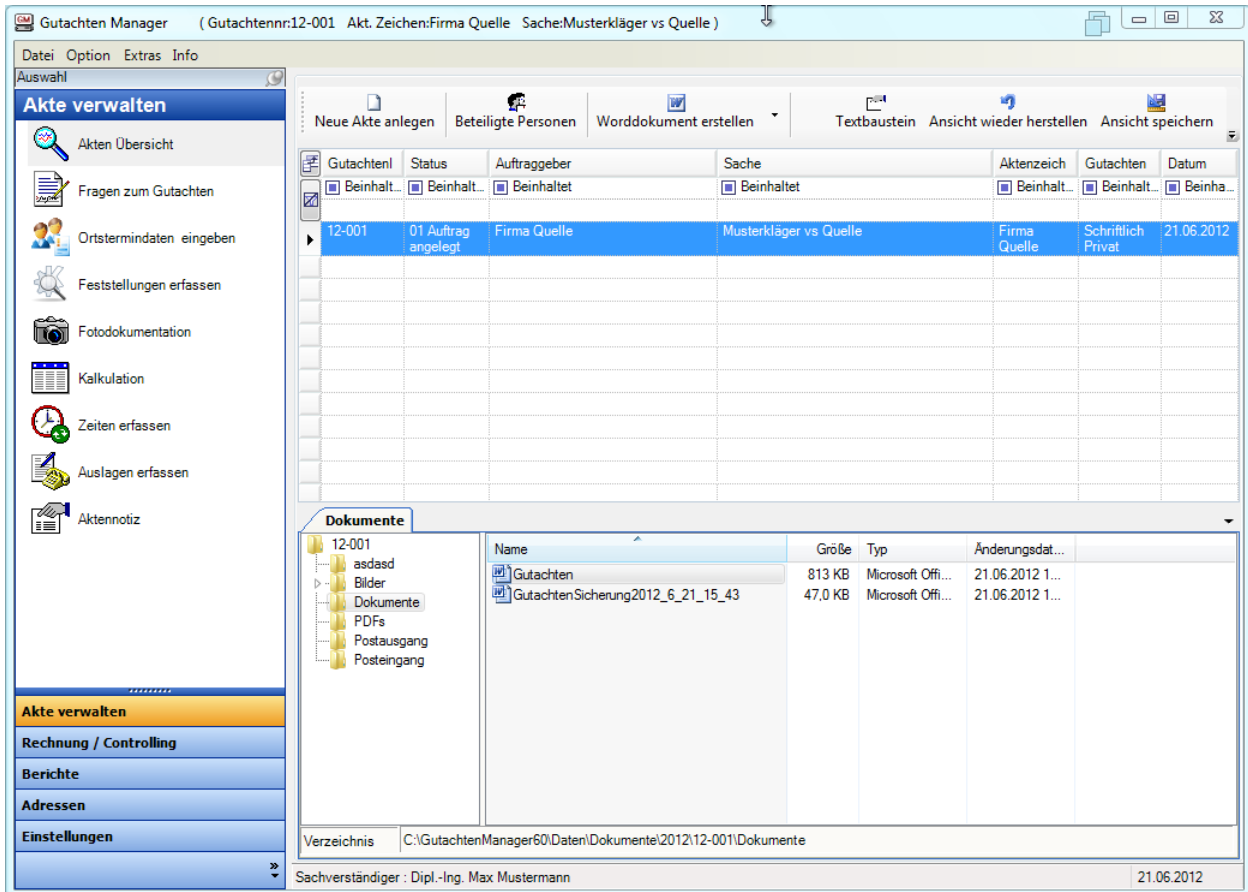 Gutachten Manager ( Gutachtennr:12-001 Akt. Zeichen:Firma Quelle Sache:Musterkläger vs Quelle )
Datei Option Extras Info
Auswahl
Akte verwalten
Akten Übersicht
Fragen zum Gutachten
Ortstermindaten eingeben
Feststellungen erfassen
Fotodokumentation
Kalkulation
Zeiten erfassen
Auslagen erfassen
Aktennotiz
Akte verwalten
Rechnung / Controlling
Berichte
Adressen
Einstellungen
Neue Akte anlegen Beteiligte Personen Worddokument erstellen Textbaustein Ansicht wieder herstellen Ansicht speichern
Gutachtenl Status Auftraggeber Sache Aktenzeich Gutachten Datum
Beinhalt... Beinhalt... Beinhaltet Beinhaltet Beinhalt... Beinhalt... Beinha...
12-001 01 Auftrag Firma Quelle Musterkläger vs Quelle Firma Schriftlich 21.06.2012
angelegt Quelle Privat
Dokumente
12-001
asdasd
Bilder
Dokumente
PDFs
Postausgang
Posteingang
Name Größe Typ Änderungsdat...
Gutachten 813 KB Microsoft Offi... 21.06.2012 1...
GutachtenSicherung2012_6_21_15_43 47,0 KB Microsoft Offi... 21.06.2012 1...
Verzeichnis C:\GutachtenManager60\Daten\Dokumente\2012\12-001\Dokumente
Sachverständiger : Dipl.-Ing. Max Mustermann 21.06.2012